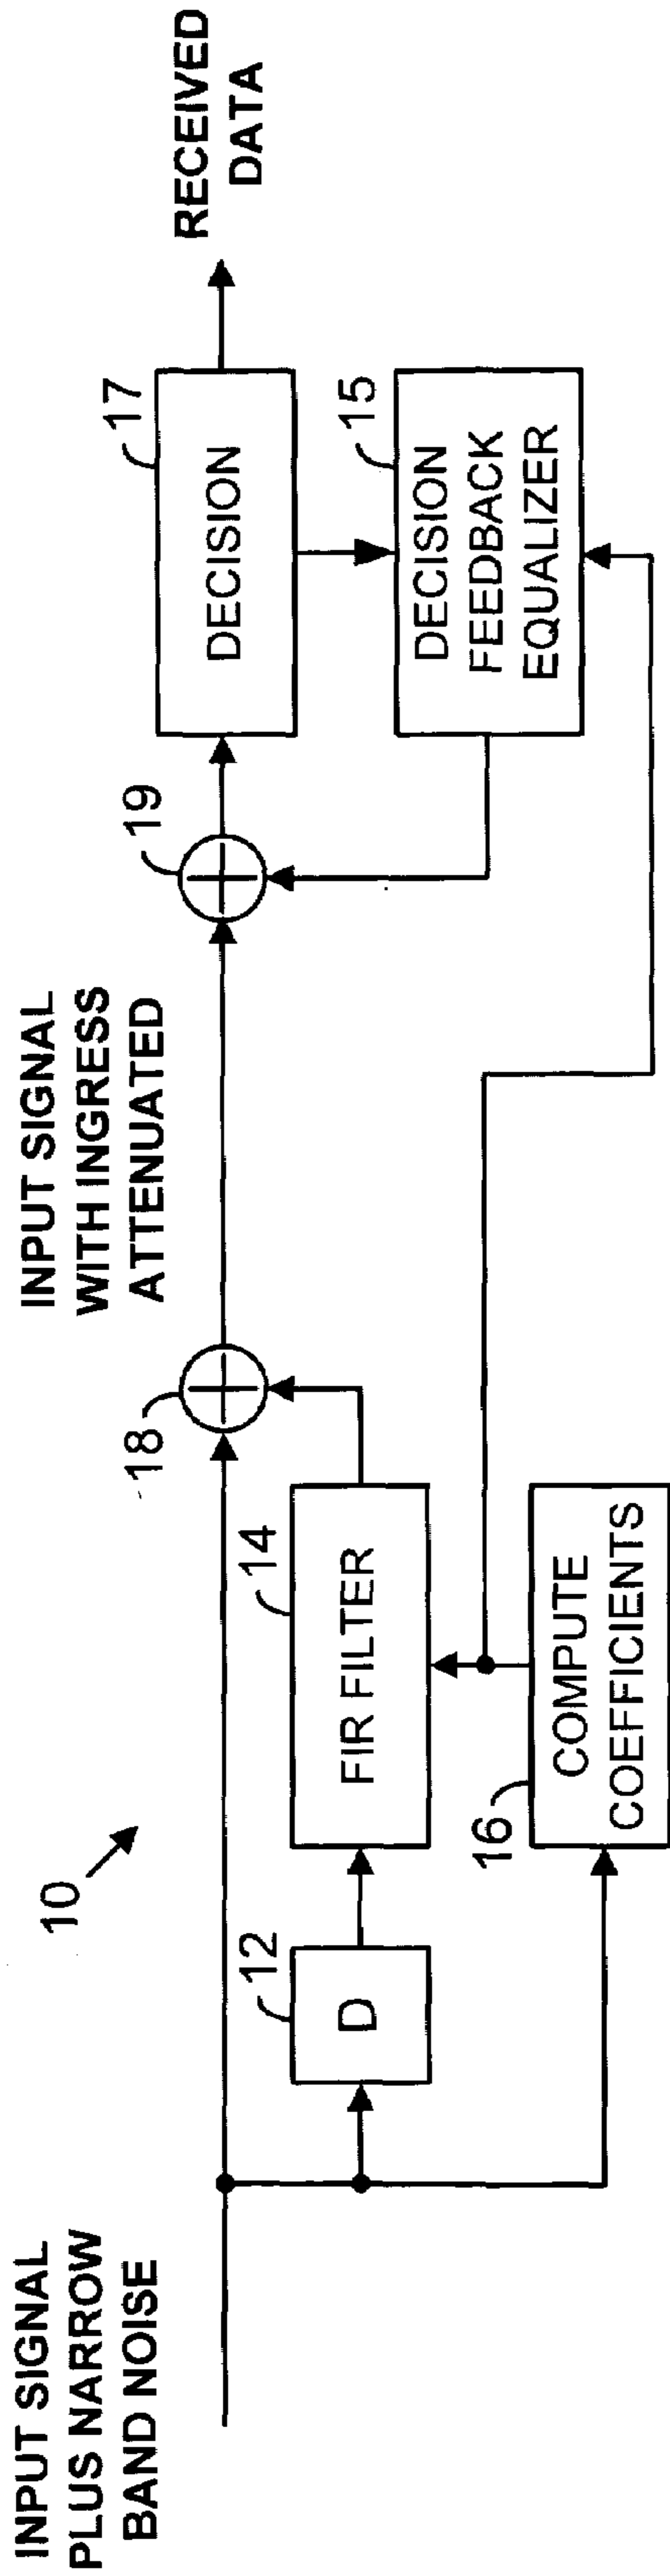 INPUT SIGNAL
PLUS NARROW
BAND NOISE
10
12
D
14
FIR FILTER
16
COMPUTE
COEFFICIENTS
18
INPUT SIGNAL
WITH INGRESS
ATTENUATED
19
17
DECISION
15
DECISION
FEEDBACK
EQUALIZER
RECEIVED
DATA